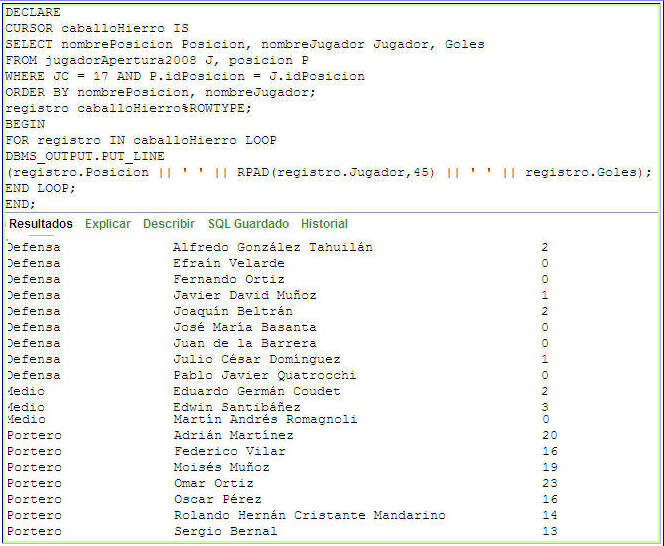 DECLARE
CURSOR caballoHierro IS
SELECT nombrePosicion Posicion, nombreJugador Jugador, Goles
FROM jugadorApertura2008 J, posicion P
WHERE JC = 17 AND P.idPosicion = J.idPosicion
ORDER BY nombrePosicion, nombreJugador;
registro caballoHierro%ROWTYPE;
BEGIN
FOR registro IN caballoHierro LOOP
DBMS_OUTPUT.PUT_LINE
(registro.Posicion || ' ' || RPAD(registro.Jugador,45) || ' ' || registro.Goles);
END LOOP;
END;
Resultados Explicar Describir SQL Guardado Historial
Defensa Alfredo González Tahuilán 2
Defensa Efraín Velarde 0
Defensa Fernando Ortiz 0
Defensa Javier David Muñoz 1
Defensa Joaquín Beltrán 2
Defensa José María Basanta 0
Defensa Juan de la Barrera 0
Defensa Julio César Domínguez 1
Defensa Pablo Javier Quatrocchi 0
Medio Eduardo Germán Coudet 2
Medio Edwin Santibáñez 3
Medio Martín Andrés Romagnoli 0
Portero Adrián Martínez 20
Portero Federico Vilar 16
Portero Moisés Muñoz 19
Portero Omar Ortiz 23
Portero Oscar Pérez 16
Portero Rolando Hernán Cristante Mandarino 14
Portero Sergio Bernal 13